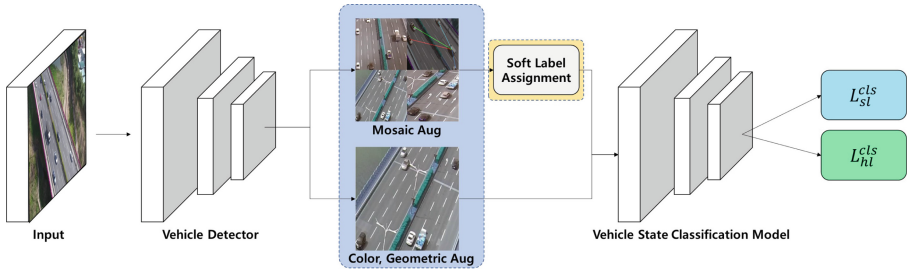 Input
Vehicle Detector
Mosaic Aug
Color, Geometric Aug
Soft Label
Assignment
Vehicle State Classification Model
L_{sl}^{cls}
L_{hl}^{cls}